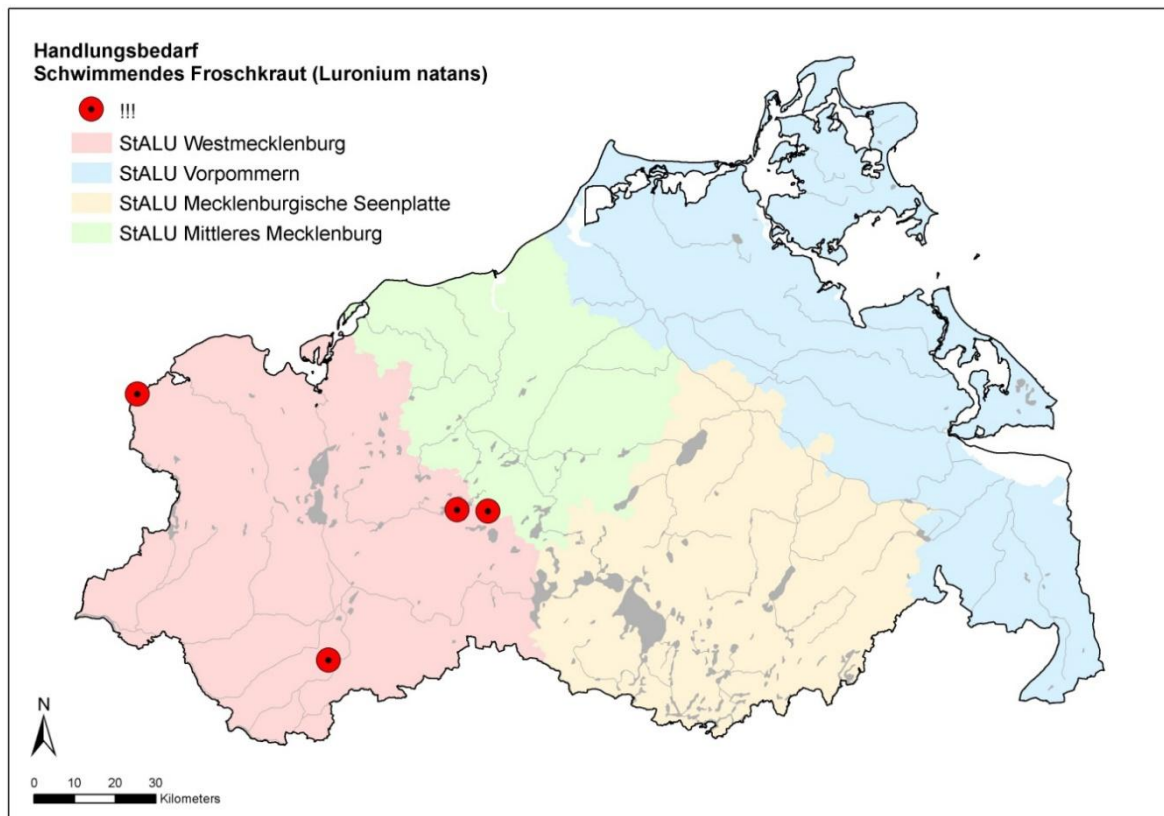 Handlungsbedarf
Schwimmendes Froschkraut (Luronium natans)
!!!
StALU Westmecklenburg
StALU Vorpommern
StALU Mecklenburgische Seenplatte
StALU Mittleres Mecklenburg
N
0 10 20 30
Kilometers